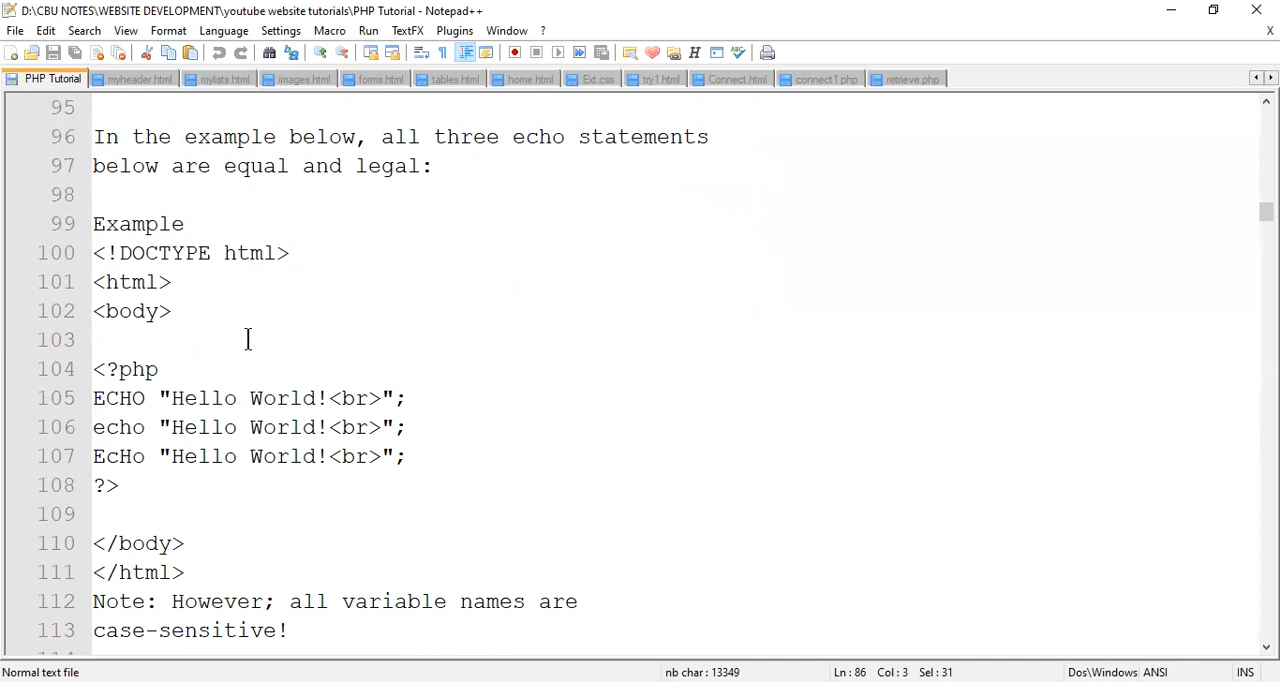 D:\CBU NOTES\WEBSITE DEVELOPMENT\youtube website tutorials\PHP Tutorial - Notepad++
File Edit Search View Format Language Settings Macro Run TextFX Plugins Window ? X
PHP Tutorial myheader.html mylists.html images.html forms.html tables.html home.html Ext.css try1.html Connect.html connect1.php retrieve.php
95
96 In the example below, all three echo statements
97 below are equal and legal:
98
99 Example
100 <!DOCTYPE html>
101 <html>
102 <body>
103
104 <?php
105 ECHO "Hello World!<br>";
106 echo "Hello World!<br>";
107 EcHo "Hello World!<br>";
108 ?>
109
110 </body>
111 </html>
112 Note: However; all variable names are
113 case-sensitive!
Normal text file nb char : 13349 Ln : 86 Col : 3 Sel : 31 Dos\Windows ANSI INS